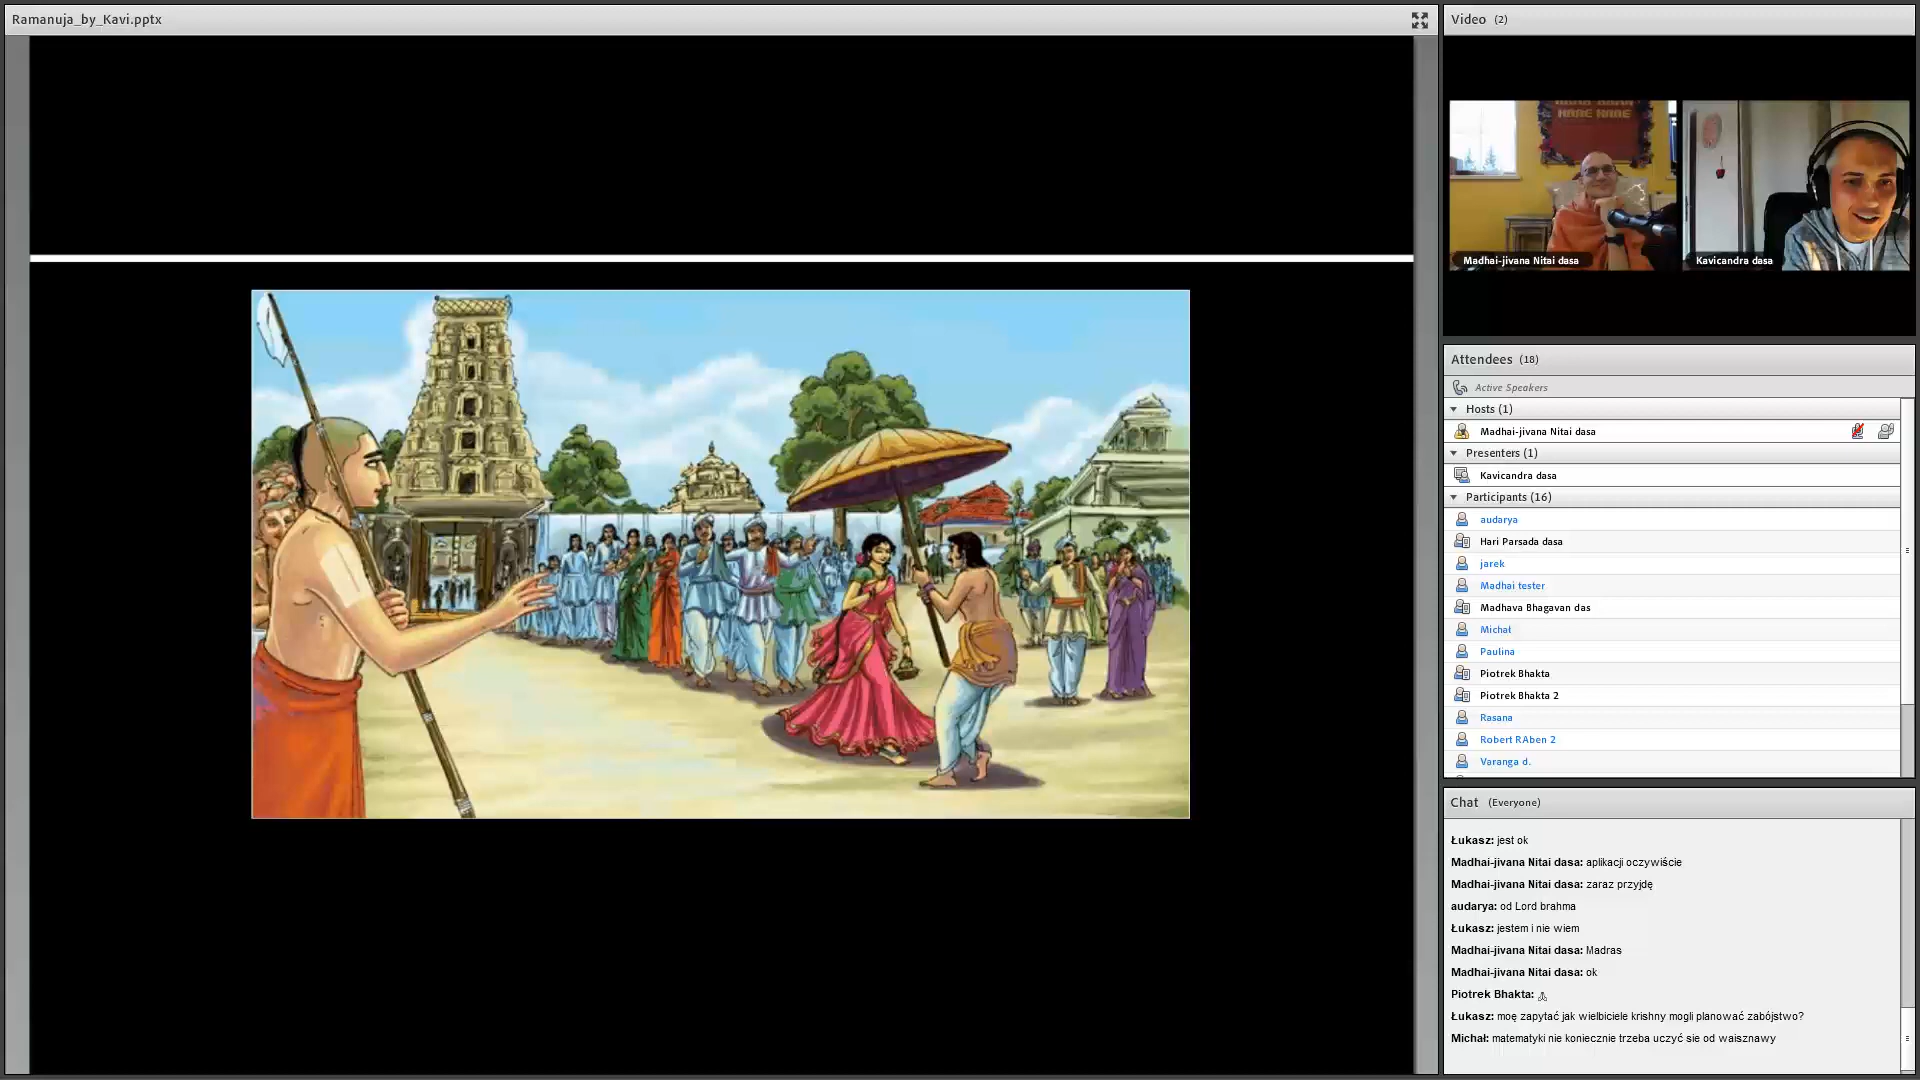 Ramanuja_by_Kavi.pptx
Video (2)
HARE HARE
Madhai-jivana Nitai dasa
Kavicandra dasa
Attendees (18)
Active Speakers
Hosts (1)
Madhai-jivana Nitai dasa
Presenters (1)
Kavicandra dasa
Participants (16)
audarya
Hari Parsada dasa
jarek
Madhai tester
Madhava Bhagavan das
Michał
Paulina
Piotrek Bhakta
Piotrek Bhakta 2
Rasana
Robert RAben 2
Varanga d.
Chat (Everyone)
Łukasz: jest ok
Madhai-jivana Nitai dasa: aplikacji oczywiście
Madhai-jivana Nitai dasa: zaraz przyjdę
audarya: od Lord brahma
Łukasz: jestem i nie wiem
Madhai-jivana Nitai dasa: Madras
Madhai-jivana Nitai dasa: ok
Piotrek Bhakta:
Łukasz: moę zapytać jak wielbiciele krishny mogli planować zabójstwo?
Michał: matematyki nie koniecznie trzeba uczyć sie od waisznawy